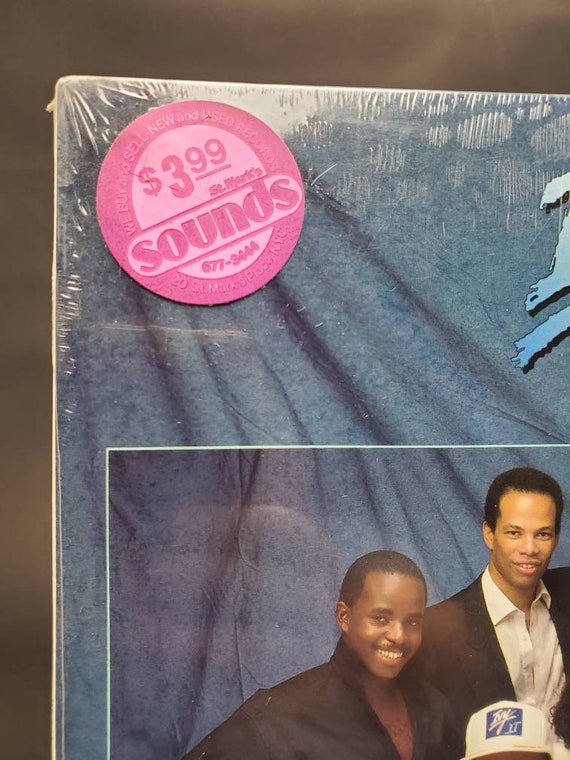 WE BUY and SELL NEW and USED RECORDS
$3.99
St. Mark's
SOUNDS
677-3444
20 St. Mark's Place NYC